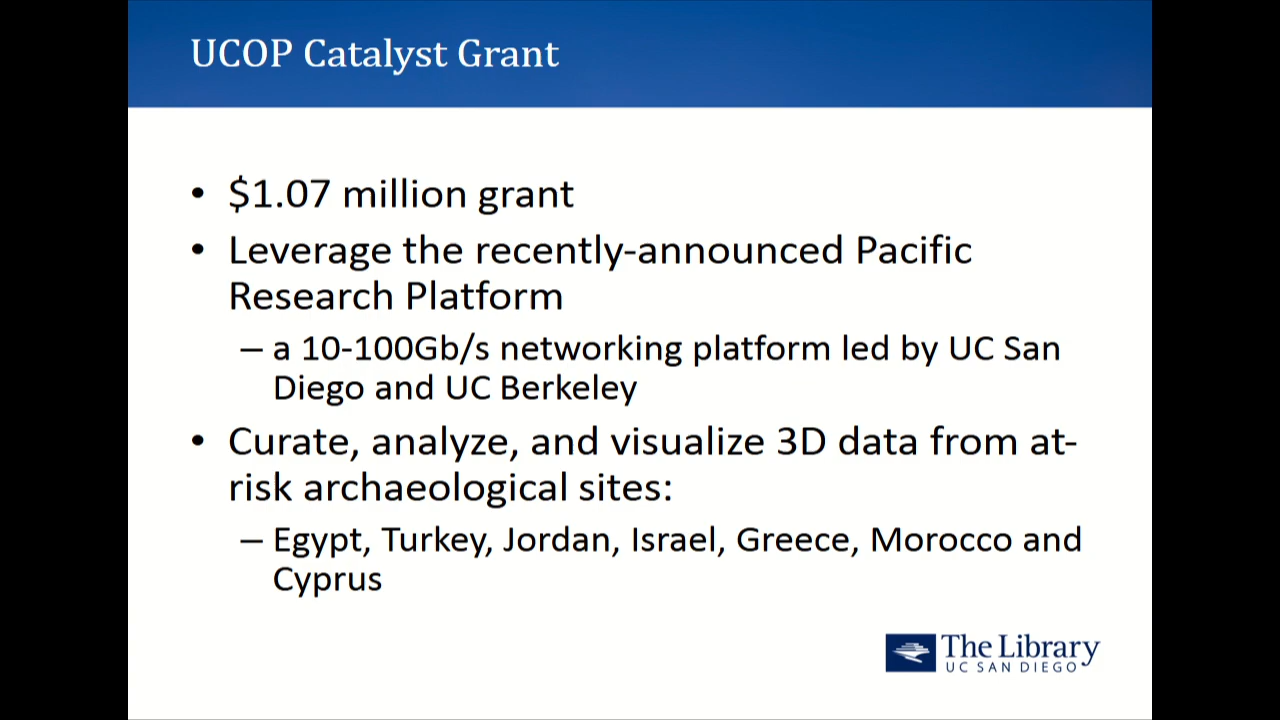 UCOP Catalyst Grant
• $1.07 million grant
• Leverage the recently-announced Pacific
Research Platform
– a 10-100Gb/s networking platform led by UC San
Diego and UC Berkeley
• Curate, analyze, and visualize 3D data from at-
risk archaeological sites:
– Egypt, Turkey, Jordan, Israel, Greece, Morocco and
Cyprus
The Library
UC SAN DIEGO